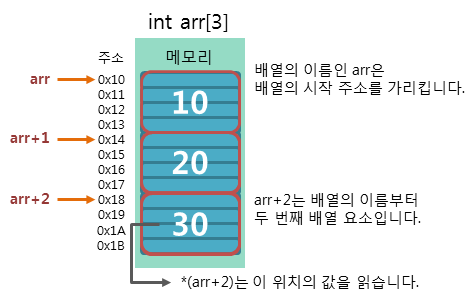 int arr[3]
주소
메모리
arr
0x10
0x11
0x12
0x13
10
배열의 이름인 arr은
배열의 시작 주소를 가리킵니다.
arr+1
0x14
0x15
0x16
0x17
20
arr+2
0x18
0x19
0x1A
0x1B
30
arr+2는 배열의 이름부터
두 번째 배열 요소입니다.
*(arr+2)는 이 위치의 값을 읽습니다.